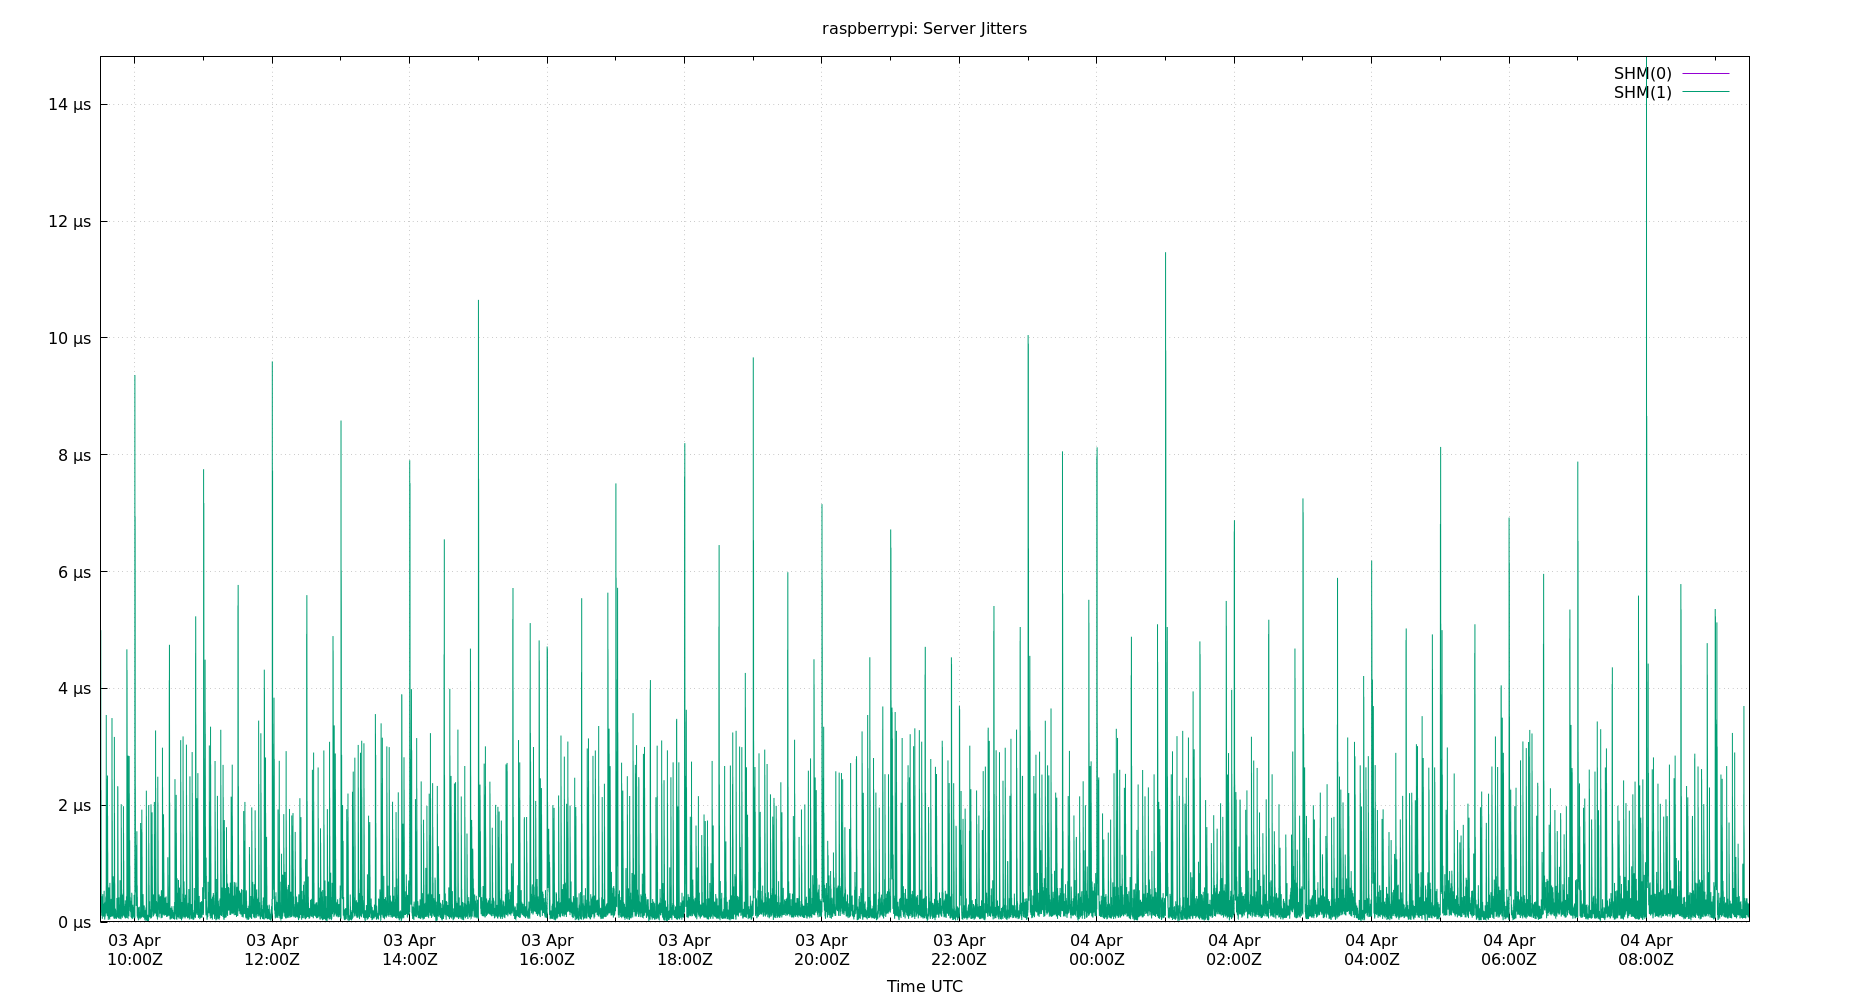 raspberrypi: Server Jitters
SHM(0)
SHM(1)
14 µs
12 µs
10 µs
8 µs
6 µs
4 µs
2 µs
0 µs
03 Apr 03 Apr 03 Apr 03 Apr 03 Apr 03 Apr 03 Apr 04 Apr 04 Apr 04 Apr 04 Apr 04 Apr
10:00Z 12:00Z 14:00Z 16:00Z 18:00Z 20:00Z 22:00Z 00:00Z 02:00Z 04:00Z 06:00Z 08:00Z
Time UTC